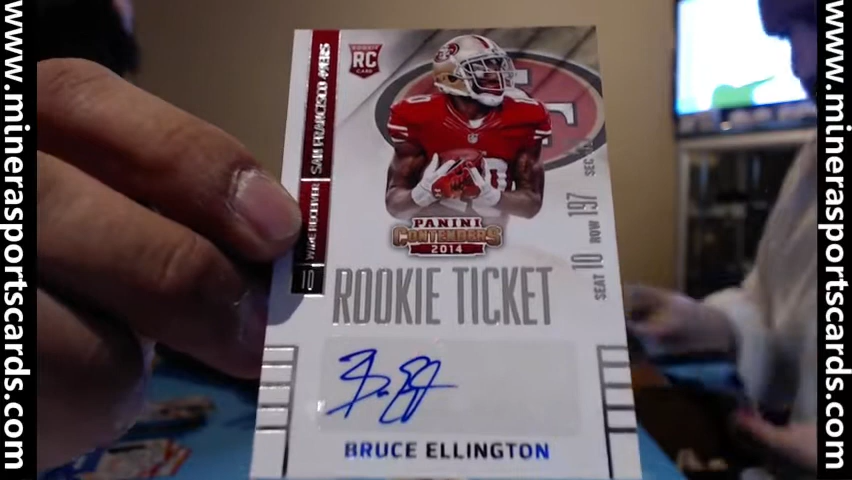 www.minerasportscards.com
ROOKIE
RC
CARD
SAN FRANCISCO 49ERS
WIDE RECEIVER
10
PANINI
CONTENDERS
2014
SEAT 10 ROW 197 SEC
ROOKIE TICKET
BRUCE ELLINGTON
www.minerasportscards.com